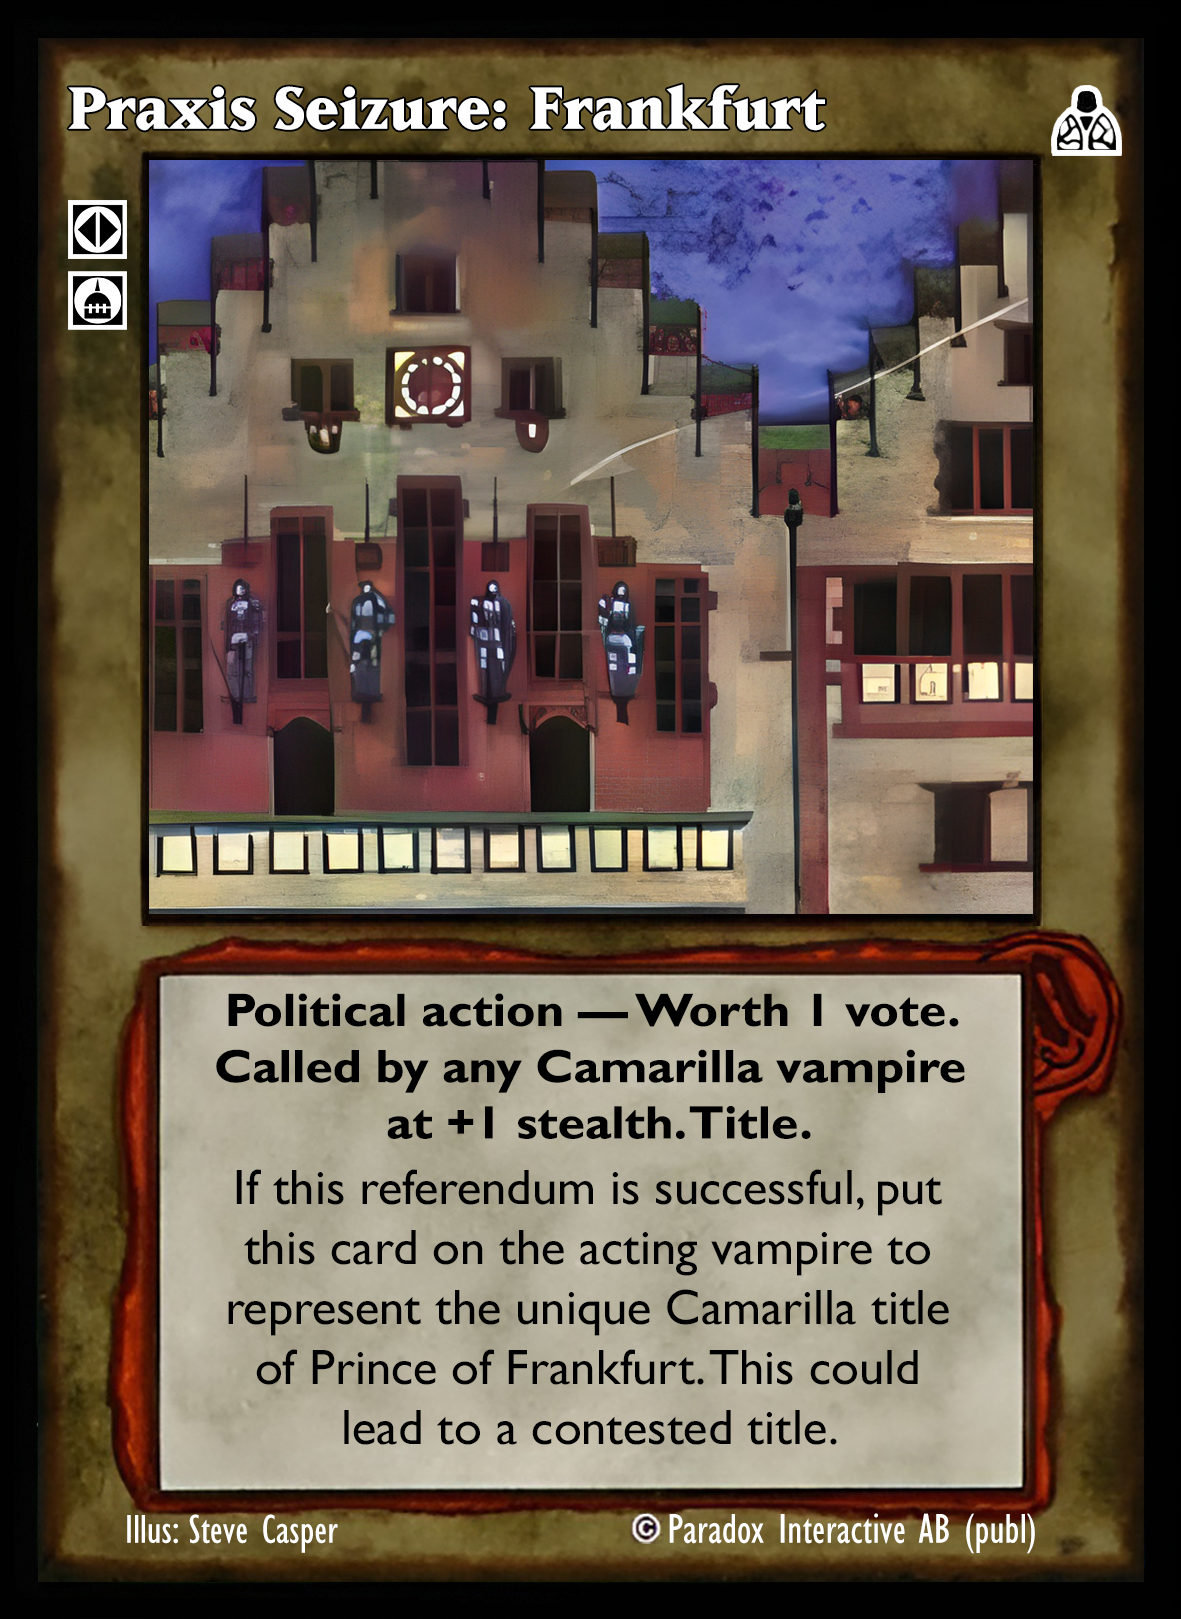 Praxis Seizure: Frankfurt
Political action — Worth 1 vote.
Called by any Camarilla vampire
at +1 stealth. Title.
If this referendum is successful, put
this card on the acting vampire to
represent the unique Camarilla title
of Prince of Frankfurt. This could
lead to a contested title.
Illus: Steve Casper
© Paradox Interactive AB (publ)